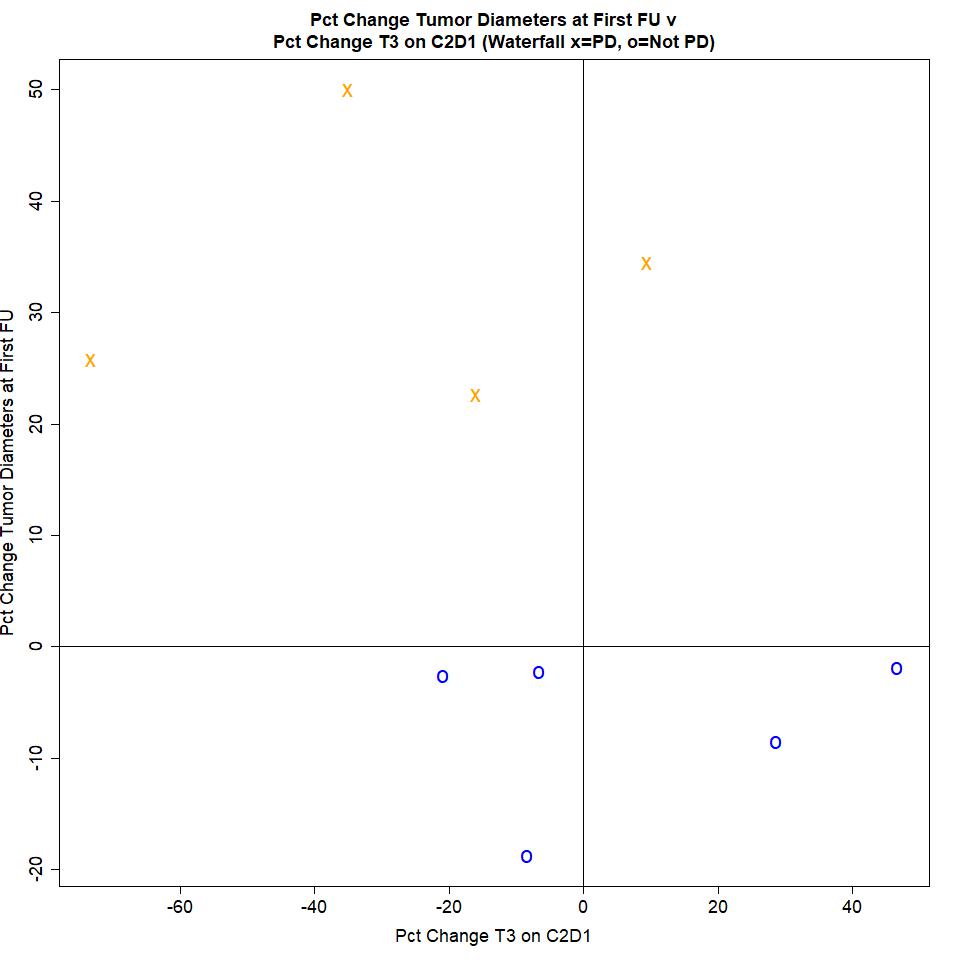 Pct Change Tumor Diameters at First FU v
Pct Change T3 on C2D1 (Waterfall x=PD, o=Not PD)
Pct Change Tumor Diameters at First FU
50
40
30
20
10
0
-10
-20
X
X
X
X
O
O
O
O
O
-60
-40
-20
0
20
40
Pct Change T3 on C2D1